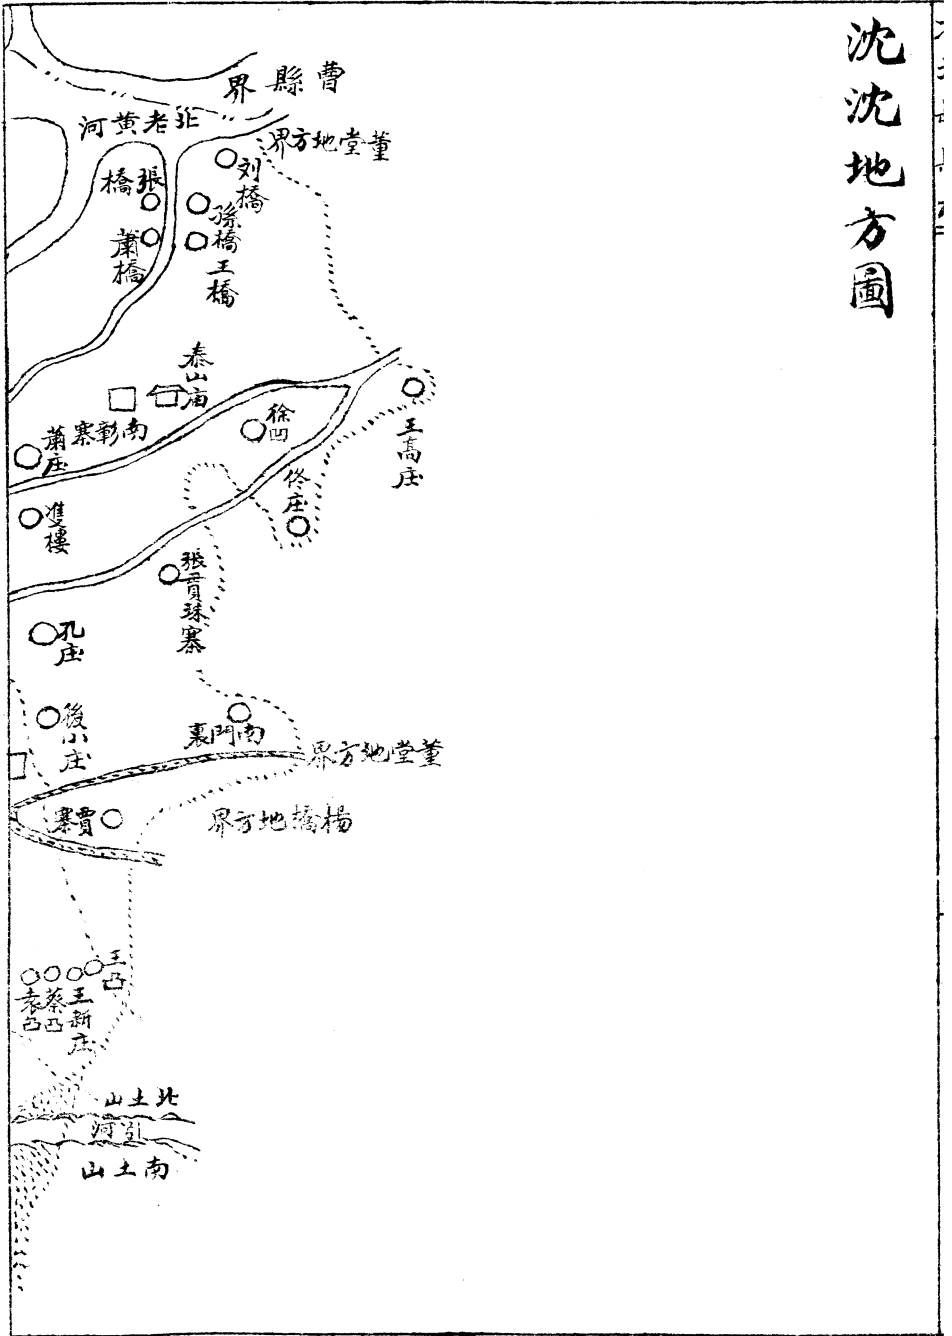 沈沈地方圖
曹縣界
北老黃河
董堂地方界
刘橋
張橋
孫橋
蕭橋
王橋
泰山庙
南彰寨
徐凹
王高庄
蕭庄
佟庄
雙樓
張貫珠寨
孔庄
後小庄
南門裏
董堂地方界
賈寨
楊橋地方界
王凸
王新庄
蔡凸
袁凸
北土山
引河
南土山